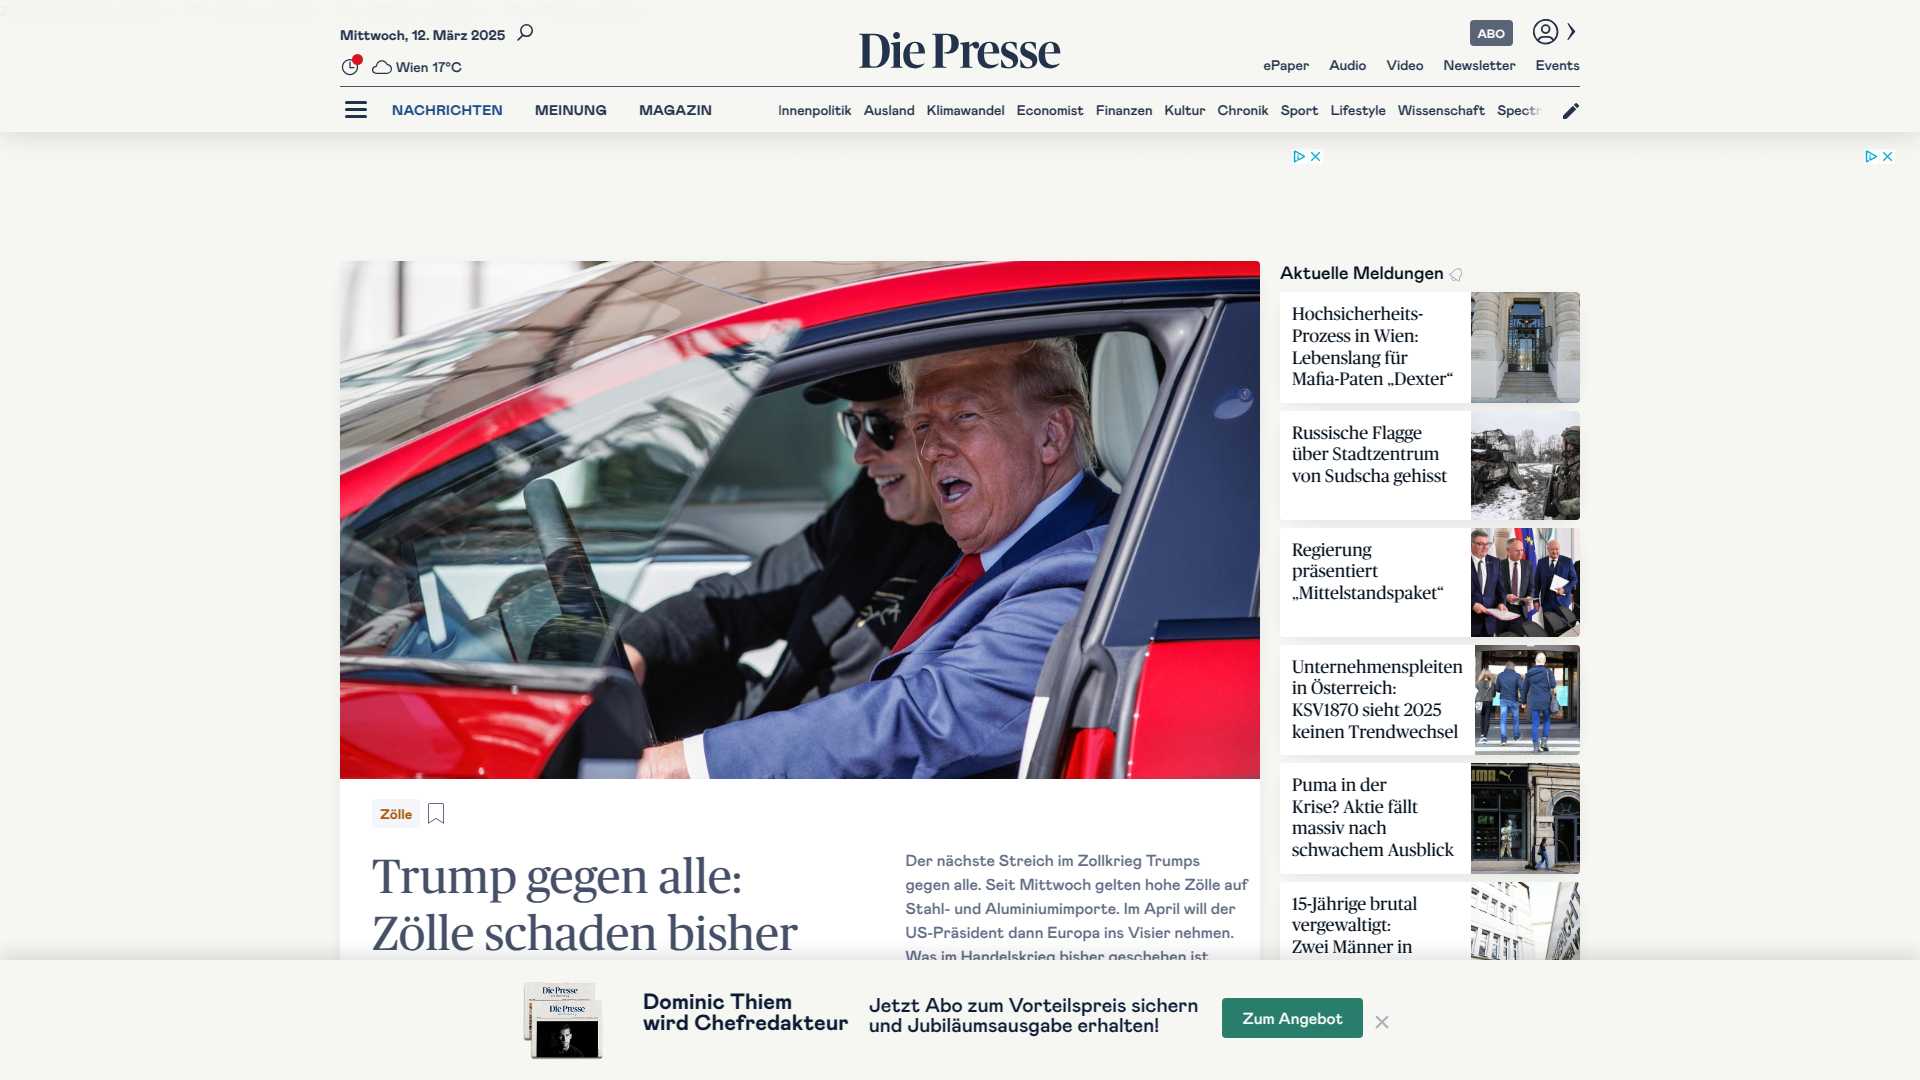 Mittwoch, 12. März 2025
Wien 17°C
Die Presse
ABO
ePaper Audio Video Newsletter Events
NACHRICHTEN MEINUNG MAGAZIN
Innenpolitik Ausland Klimawandel Economist Finanzen Kultur Chronik Sport Lifestyle Wissenschaft Spectr
Zölle
Trump gegen alle:
Zölle schaden bisher
Der nächste Streich im Zollkrieg Trumps
gegen alle. Seit Mittwoch gelten hohe Zölle auf
Stahl- und Aluminiumimporte. Im April will der
US-Präsident dann Europa ins Visier nehmen.
Was im Handelskrieg bisher geschehen ist
Aktuelle Meldungen
Hochsicherheits-
Prozess in Wien:
Lebenslang für
Mafia-Paten „Dexter“
Russische Flagge
über Stadtzentrum
von Sudscha gehisst
Regierung
präsentiert
„Mittelstandspaket“
Unternehmenspleiten
in Österreich:
KSV1870 sieht 2025
keinen Trendwechsel
Puma in der
Krise? Aktie fällt
massiv nach
schwachem Ausblick
15-Jährige brutal
vergewaltigt:
Zwei Männer in
Die Presse
Die Presse
Dominic Thiem
wird Chefredakteur
Jetzt Abo zum Vorteilspreis sichern
und Jubiläumsausgabe erhalten!
Zum Angebot